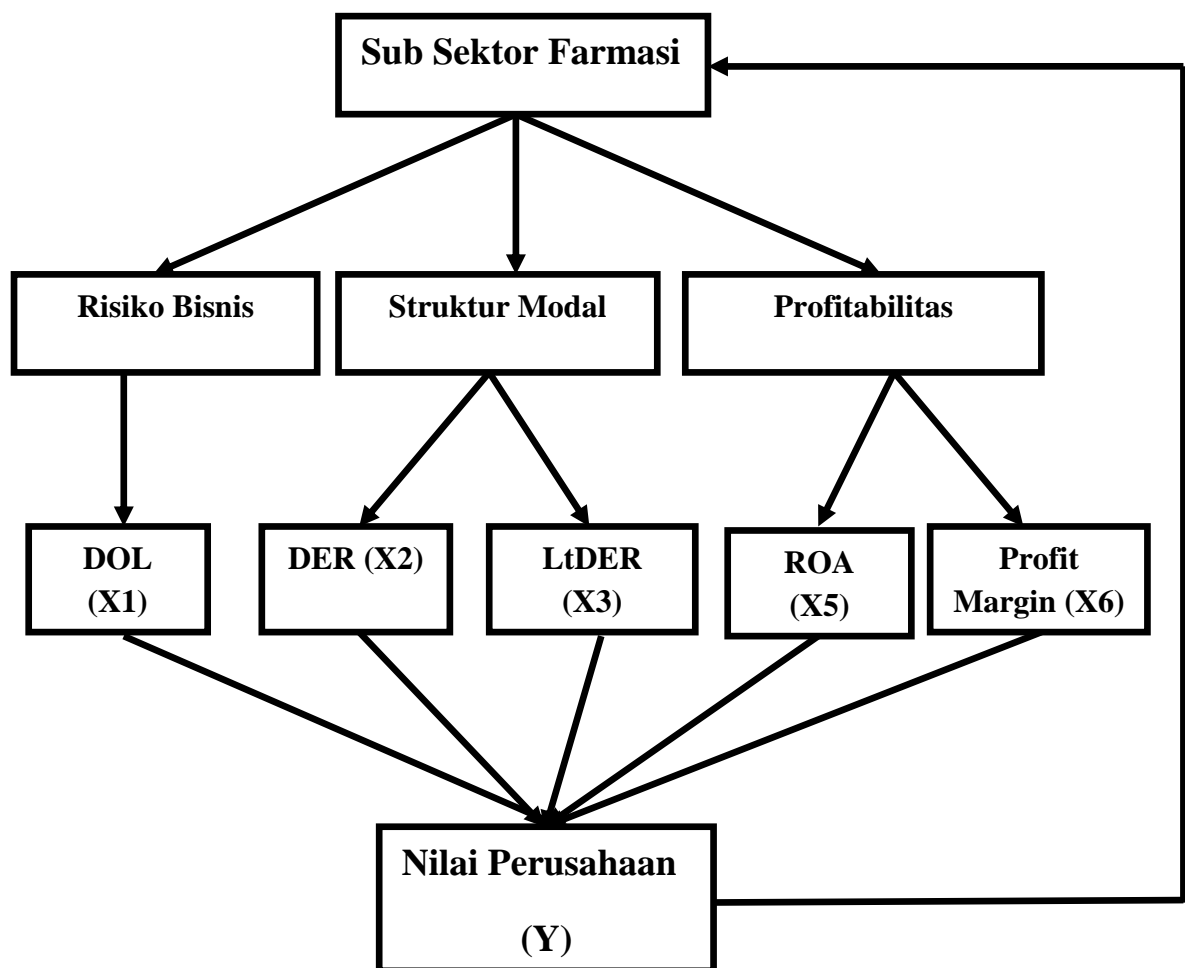 Sub Sektor Farmasi
Risiko Bisnis
Struktur Modal
Profitabilitas
DOL
(X1)
DER (X2)
LtDER
(X3)
ROA
(X5)
Profit
Margin (X6)
Nilai Perusahaan
(Y)